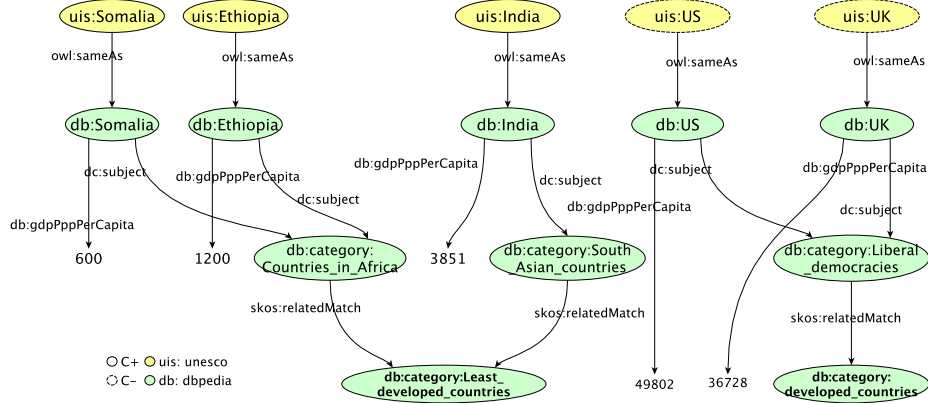 uis:Somalia
uis:Ethiopia
uis:India
uis:US
uis:UK
owl:sameAs
owl:sameAs
owl:sameAs
owl:sameAs
owl:sameAs
db:Somalia
db:Ethiopia
db:India
db:US
db:UK
db:gdpPppPerCapita
dc:subject
db:gdpPppPerCapita
dc:subject
db:gdpPppPerCapita
dc:subject
db:gdpPppPerCapita
dc:subject
db:gdpPppPerCapita
dc:subject
600
1200
db:category:
Countries_in_Africa
3851
db:category:South
_Asian_countries
db:category:Liberal
_democracies
skos:relatedMatch
skos:relatedMatch
skos:relatedMatch
C+
uis: unesco
C-
db: dbpedia
db:category:Least_
developed_countries
49802
36728
db:category:
developed_countries